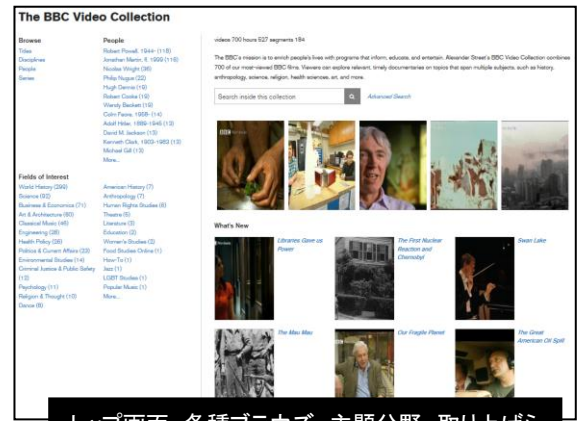 The BBC Video Collection
Browse
Titles
Disciplines
People
Series
People
Robert Powell, 1944- (118)
Jonathan Martin, fl. 1999 (116)
Nicolas Wright (36)
Philip Nugus (22)
Hugh Dennis (19)
Robert Cooke (19)
Wendy Beckett (19)
Colm Feore, 1958- (14)
Adolf Hitler, 1889-1945 (13)
David M. Jackson (13)
Kenneth Clark, 1903-1983 (13)
Michael Gill (13)
More...
Fields of Interest
World History (299)
Science (92)
Business & Economics (71)
Art & Architecture (60)
Classical Music (46)
Engineering (28)
Health Policy (26)
Politics & Current Affairs (23)
Environmental Studies (14)
Criminal Justice & Public Safety
(13)
Psychology (11)
Religion & Thought (10)
Dance (9)
American History (7)
Anthropology (7)
Human Rights Studies (6)
Theatre (6)
Literature (3)
Education (2)
Women's Studies (2)
Food Studies Online (1)
How-To (1)
Jazz (1)
LGBT Studies (1)
Popular Music (1)
More...
videos 700 hours 627 segments 184
The BBC's mission is to enrich people's lives with programs that inform, educate, and entertain. Alexander Street's BBC Video Collection combines
700 of our most-viewed BBC films. Viewers can explore relevant, timely documentaries on topics that span multiple subjects, such as history,
anthropology, science, religion, health sciences, art, and more.
Search inside this collection
Advanced Search
What's New
Libraries Gave us
Power
The First Nuclear
Reaction and
Chernobyl
Swan Lake
The Mau Mau
Our Fragile Planet
The Great
American Oil Spill